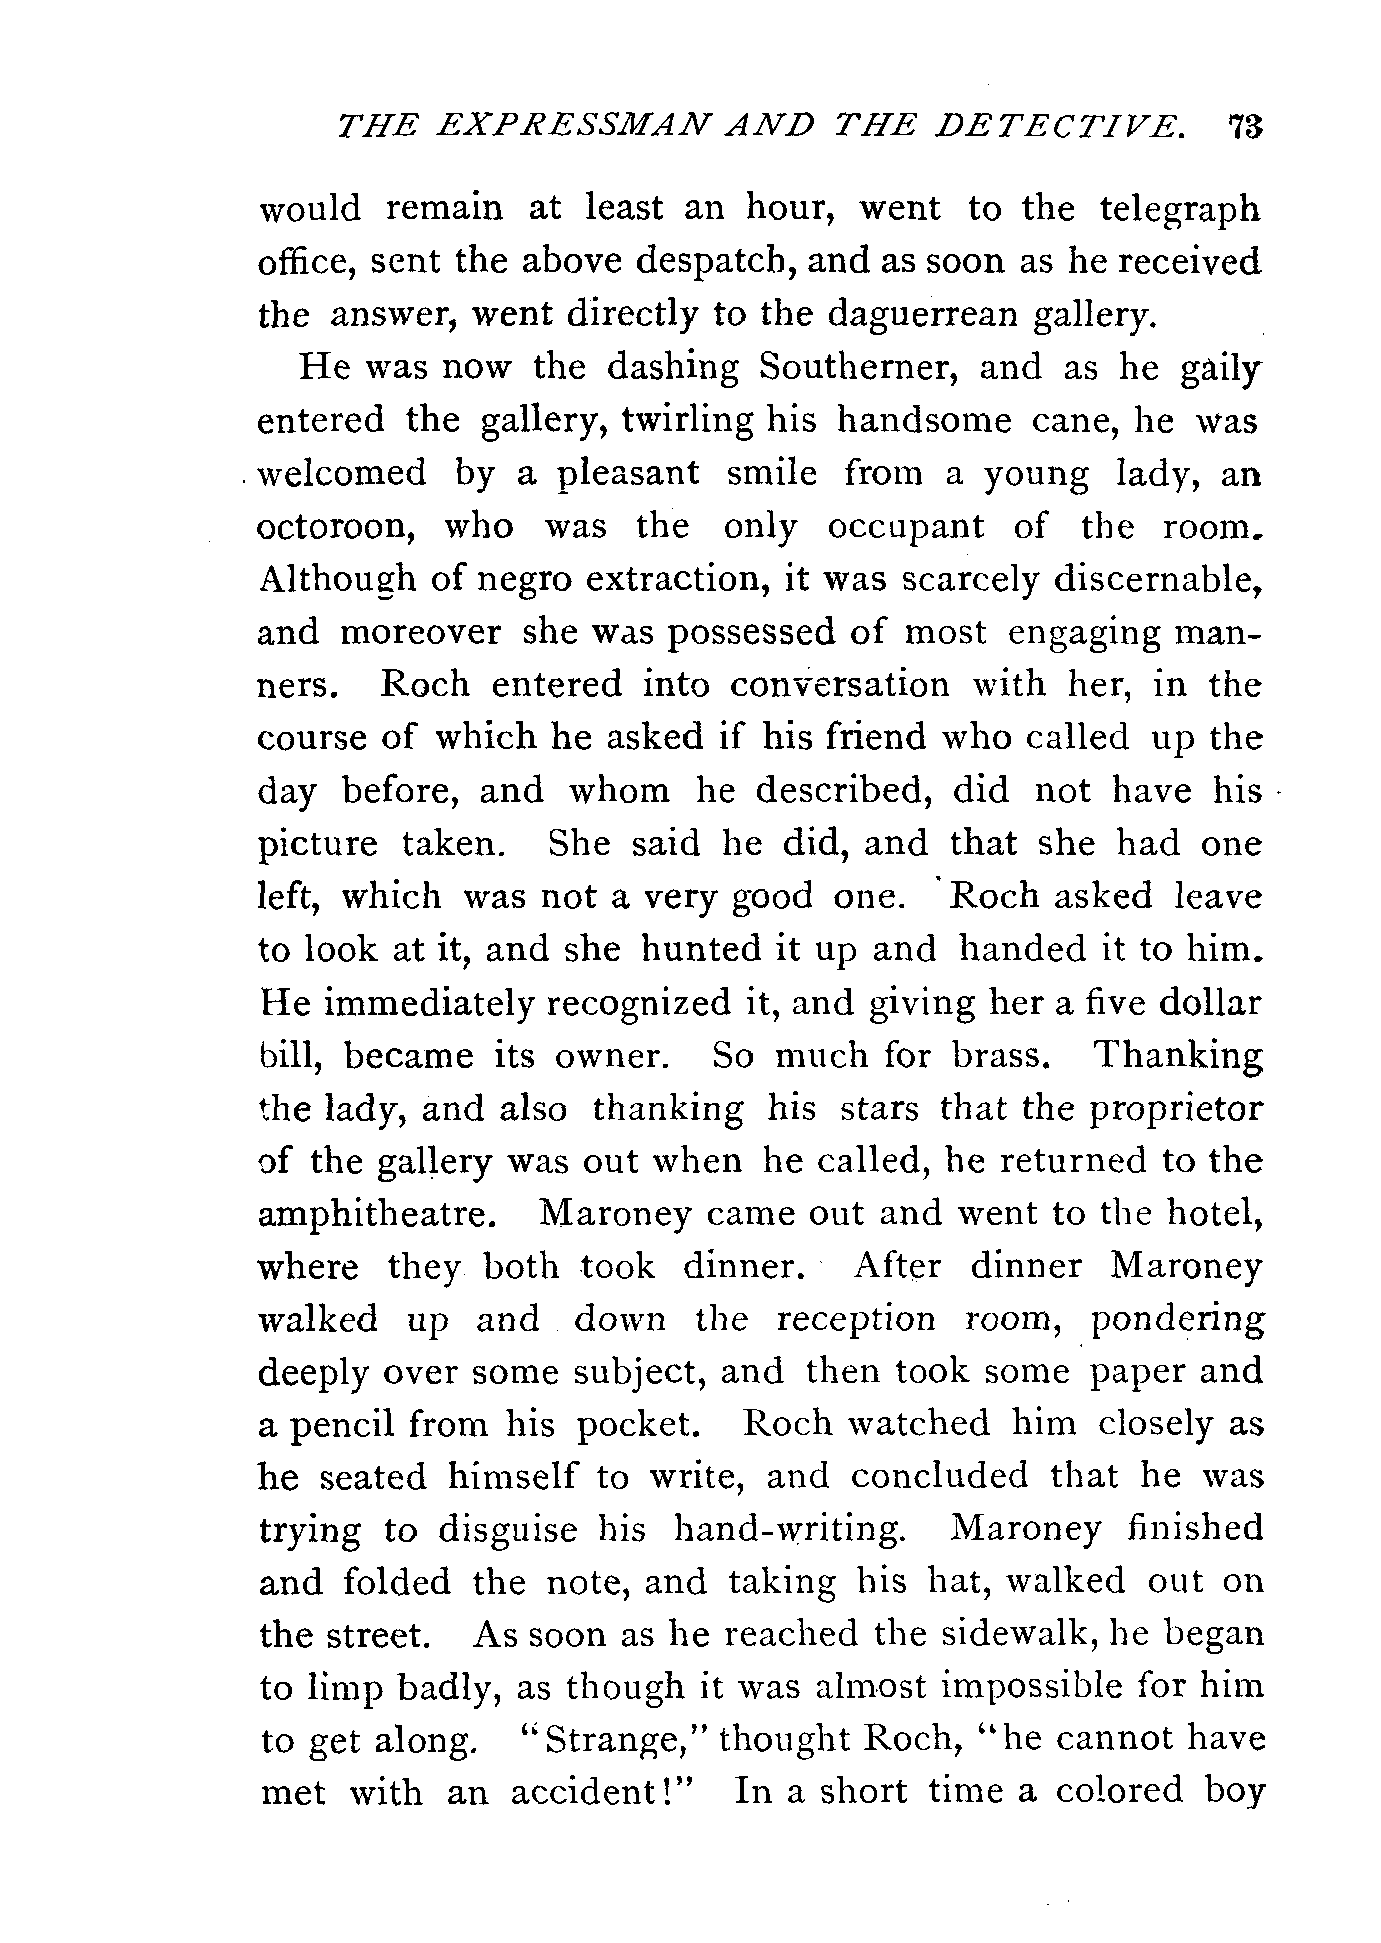 THE EXPRESSMAN AND THE DETECTIVE. 73
would remain at least an hour, went to the telegraph
office, sent the above despatch, and as soon as he received
the answer, went directly to the daguerrean gallery.
He was now the dashing Southerner, and as he gaily
entered the gallery, twirling his handsome cane, he was
welcomed by a pleasant smile from a young lady, an
octoroon, who was the only occupant of the room.
Although of negro extraction, it was scarcely discernable,
and moreover she was possessed of most engaging man-
ners. Roch entered into conversation with her, in the
course of which he asked if his friend who called up the
day before, and whom he described, did not have his
picture taken. She said he did, and that she had one
left, which was not a very good one. Roch asked leave
to look at it, and she hunted it up and handed it to him.
He immediately recognized it, and giving her a five dollar
bill, became its owner. So much for brass. Thanking
the lady, and also thanking his stars that the proprietor
of the gallery was out when he called, he returned to the
amphitheatre. Maroney came out and went to the hotel,
where they both took dinner. After dinner Maroney
walked up and down the reception room, pondering
deeply over some subject, and then took some paper and
a pencil from his pocket. Roch watched him closely as
he seated himself to write, and concluded that he was
trying to disguise his hand-writing. Maroney finished
and folded the note, and taking his hat, walked out on
the street. As soon as he reached the sidewalk, he began
to limp badly, as though it was almost impossible for him
to get along. "Strange," thought Roch, "he cannot have
met with an accident!" In a short time a colored boy